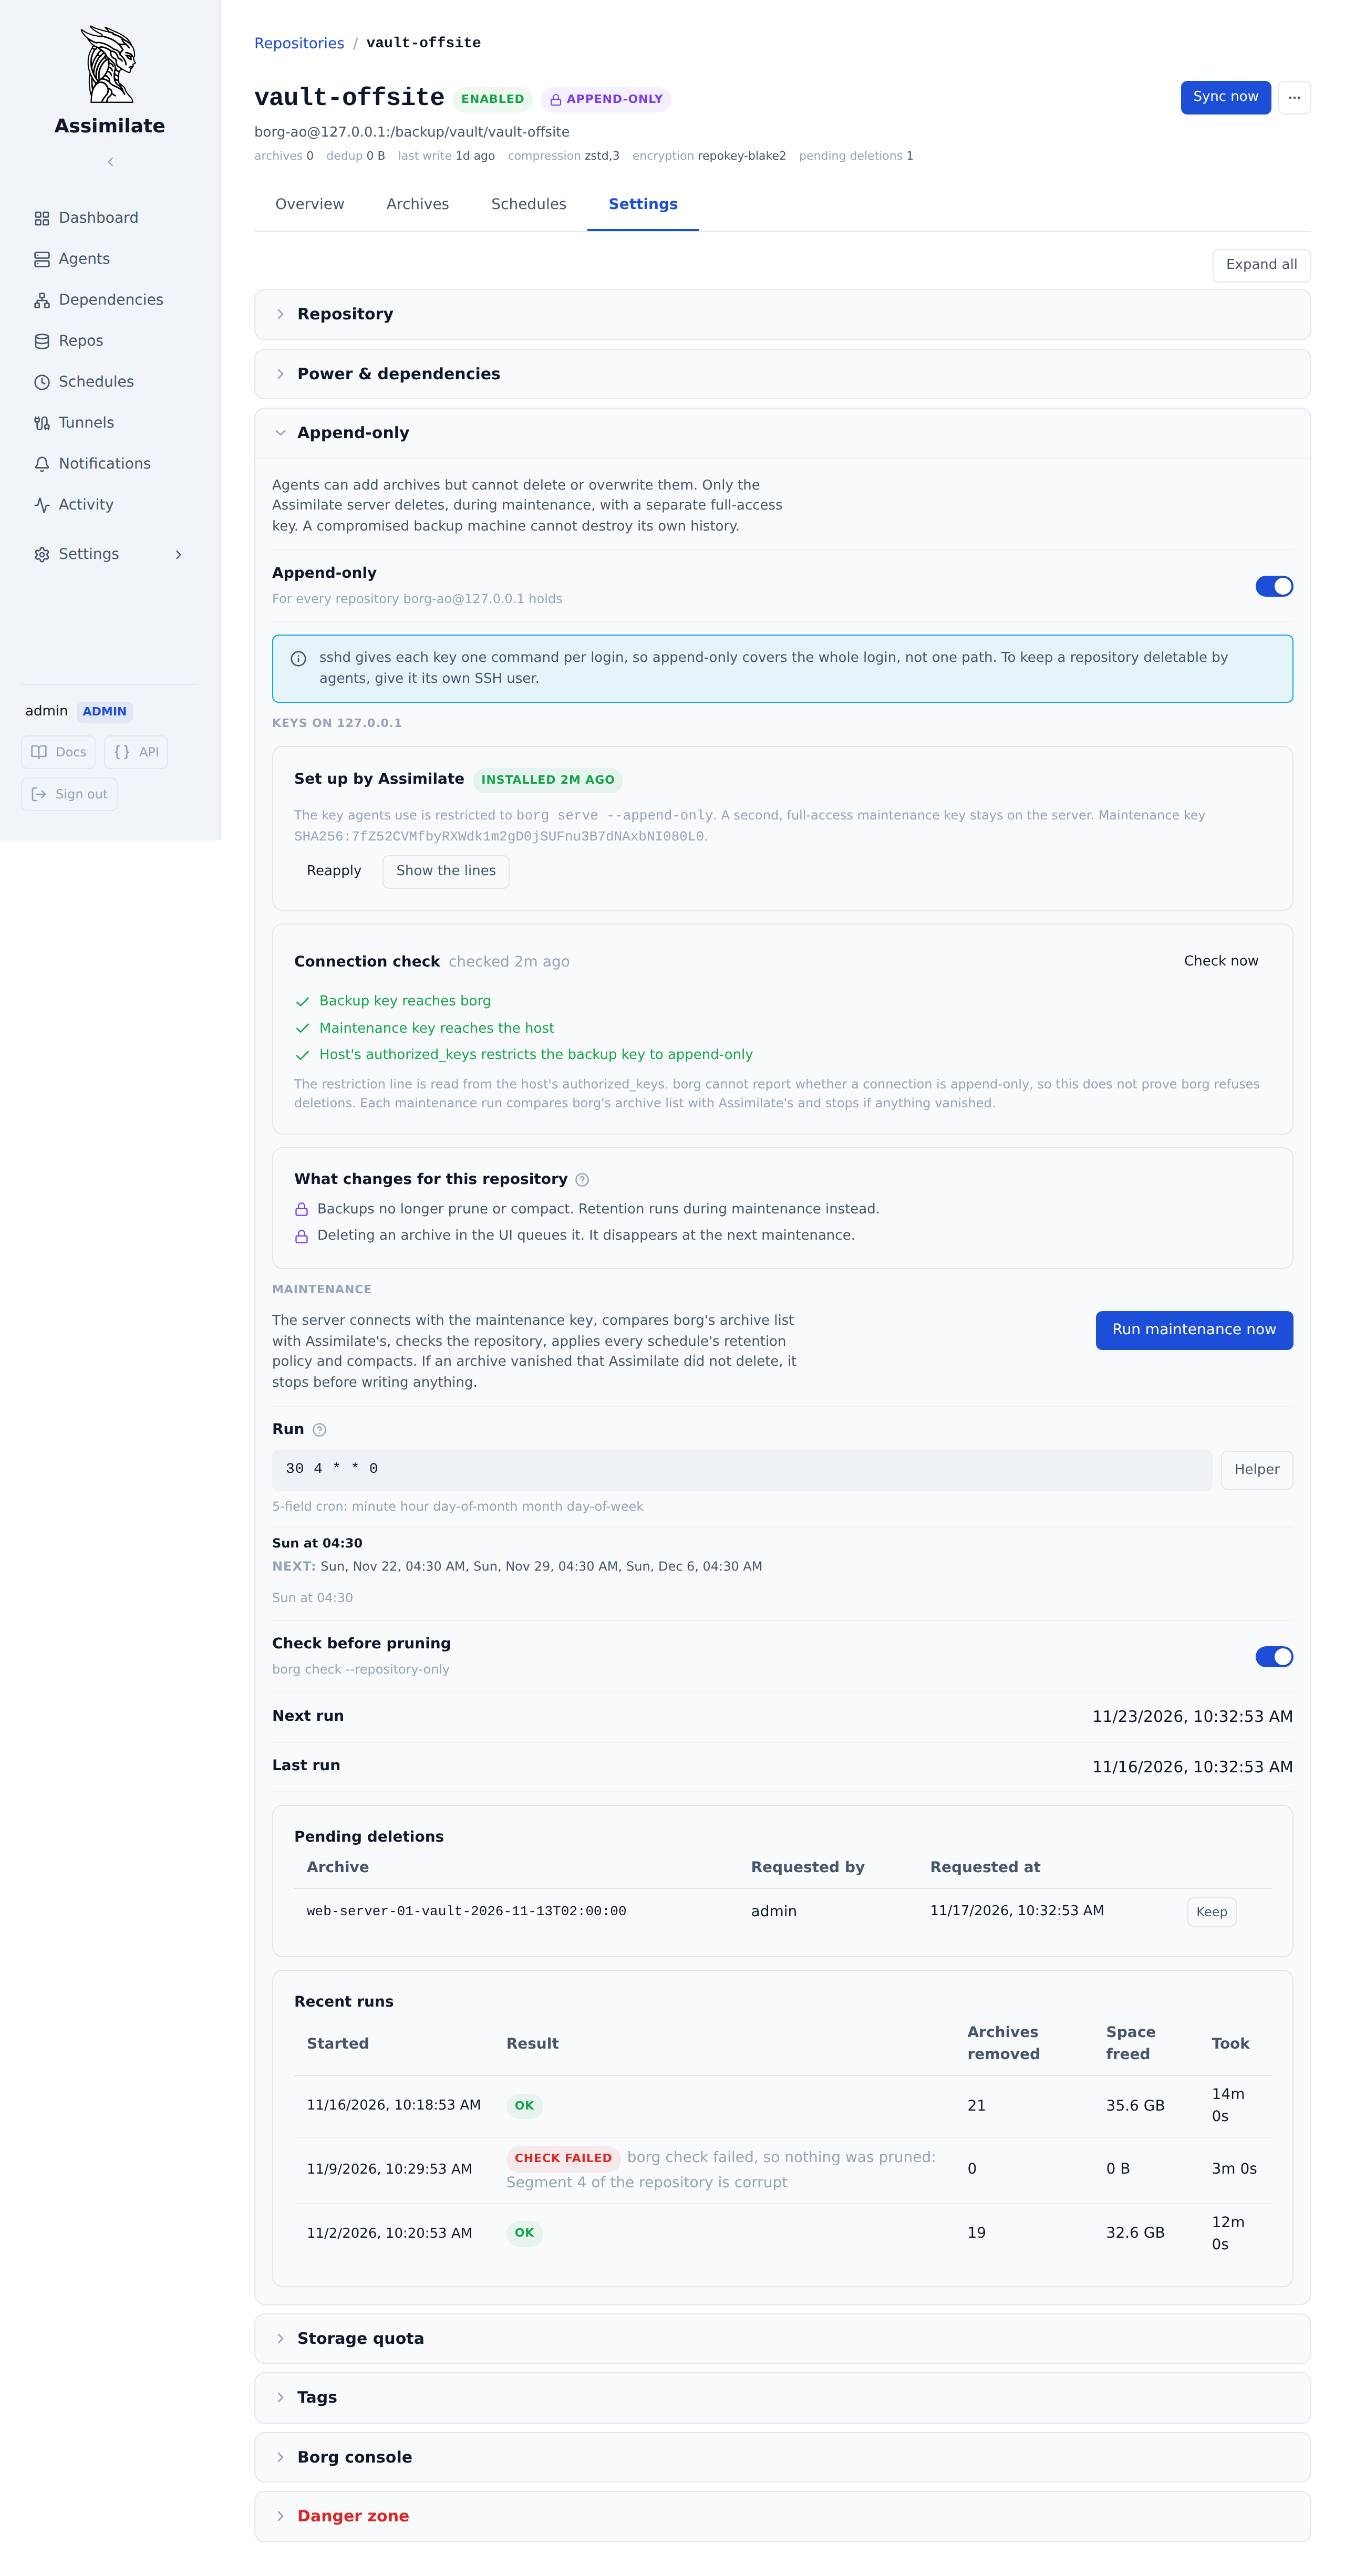 Assimilate
Dashboard
Agents
Dependencies
Repos
Schedules
Tunnels
Notifications
Activity
Settings
admin ADMIN
Docs
API
Sign out
Repositories / vault-offsite
vault-offsite ENABLED APPEND-ONLY
Sync now
borg-ao@127.0.0.1:/backup/vault/vault-offsite
archives 0 dedup 0 B last write 1d ago compression zstd,3 encryption repokey-blake2 pending deletions 1
Overview Archives Schedules Settings
Expand all
Repository
Power & dependencies
Append-only
Agents can add archives but cannot delete or overwrite them. Only the
Assimilate server deletes, during maintenance, with a separate full-access
key. A compromised backup machine cannot destroy its own history.
Append-only
For every repository borg-ao@127.0.0.1 holds
sshd gives each key one command per login, so append-only covers the whole login, not one path. To keep a repository deletable by
agents, give it its own SSH user.
KEYS ON 127.0.0.1
Set up by Assimilate INSTALLED 2M AGO
The key agents use is restricted to borg serve --append-only. A second, full-access maintenance key stays on the server. Maintenance key
SHA256:7fZ52CVMfbyRXWdk1m2gD0jSUFnu3B7dNAxbNI080L0.
Reapply Show the lines
Connection check checked 2m ago
Check now
Backup key reaches borg
Maintenance key reaches the host
Host's authorized_keys restricts the backup key to append-only
The restriction line is read from the host's authorized_keys. borg cannot report whether a connection is append-only, so this does not prove borg refuses
deletions. Each maintenance run compares borg's archive list with Assimilate's and stops if anything vanished.
What changes for this repository
Backups no longer prune or compact. Retention runs during maintenance instead.
Deleting an archive in the UI queues it. It disappears at the next maintenance.
MAINTENANCE
The server connects with the maintenance key, compares borg's archive list
with Assimilate's, checks the repository, applies every schedule's retention
policy and compacts. If an archive vanished that Assimilate did not delete, it
stops before writing anything.
Run maintenance now
Run
30 4 * * 0
Helper
5-field cron: minute hour day-of-month month day-of-week
Sun at 04:30
NEXT: Sun, Nov 22, 04:30 AM, Sun, Nov 29, 04:30 AM, Sun, Dec 6, 04:30 AM
Sun at 04:30
Check before pruning
borg check --repository-only
Next run 11/23/2026, 10:32:53 AM
Last run 11/16/2026, 10:32:53 AM
Pending deletions
Archive Requested by Requested at
web-server-01-vault-2026-11-13T02:00:00 admin 11/17/2026, 10:32:53 AM Keep
Recent runs
Started Result Archives removed Space freed Took
11/16/2026, 10:18:53 AM OK 21 35.6 GB 14m 0s
11/9/2026, 10:29:53 AM CHECK FAILED borg check failed, so nothing was pruned: Segment 4 of the repository is corrupt 0 0 B 3m 0s
11/2/2026, 10:20:53 AM OK 19 32.6 GB 12m 0s
Storage quota
Tags
Borg console
Danger zone